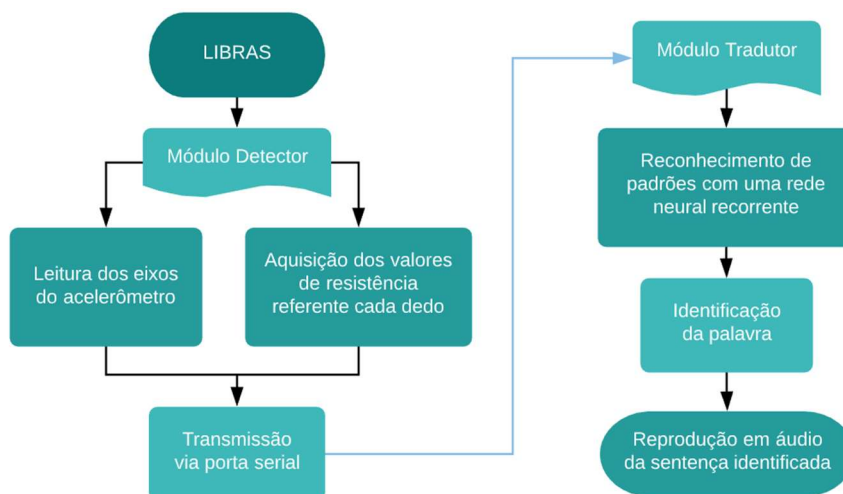 LIBRAS
Módulo Detector
Leitura dos eixos
do acelerômetro
Aquisição dos valores
de resistência
referente cada dedo
Transmissão
via porta serial
Módulo Tradutor
Reconhecimento de
padrões com uma rede
neural recorrente
Identificação
da palavra
Reprodução em áudio
da sentença identificada